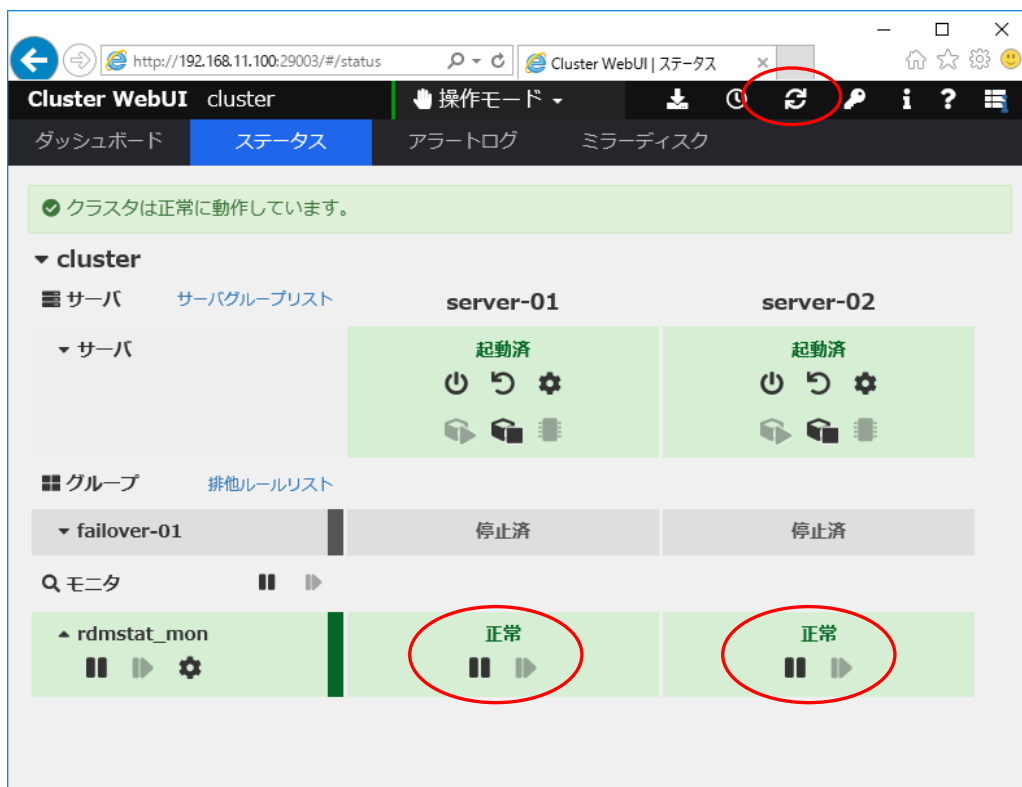 http://192.168.11.100:29003/#/status
Cluster WebUI | ステータス
Cluster WebUI cluster 操作モード
ダッシュボード ステータス アラートログ ミラーディスク
クラスタは正常に動作しています。
cluster
サーバ サーバグループリスト server-01 server-02
サーバ 起動済 起動済
グループ 排他ルールリスト
failover-01 停止済 停止済
モニタ
rdmstat_mon 正常 正常